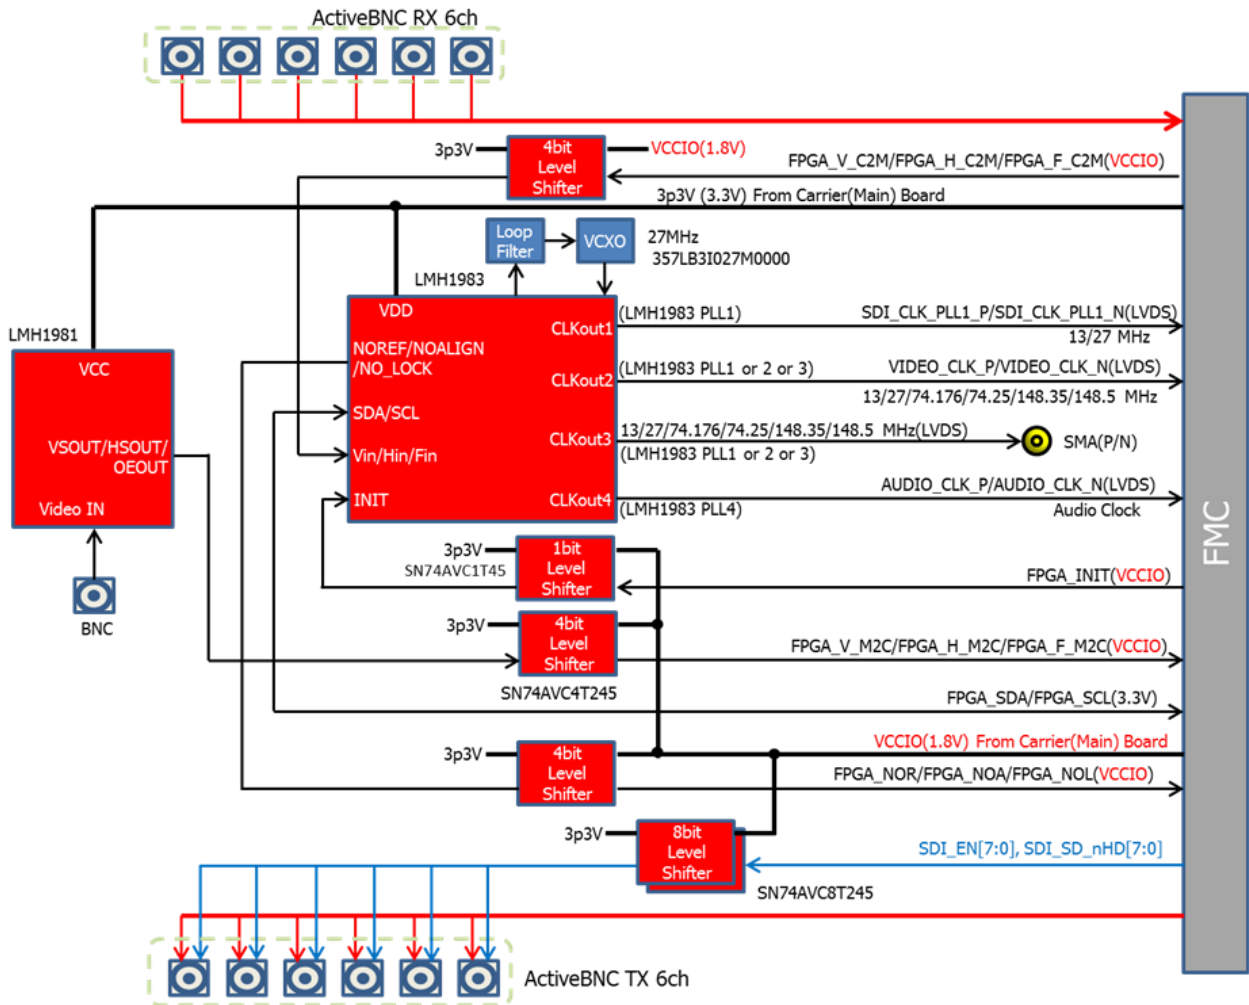 ActiveBNC RX 6ch
3p3V
4bit
Level
Shifter
VCCIO(1.8V)
FPGA_V_C2M/FPGA_H_C2M/FPGA_F_C2M(VCCIO)
3p3V (3.3V) From Carrier(Main) Board
Loop
Filter
VCXO
27MHz
357LB3I027M0000
LMH1983
VDD
NOREF/NOALIGN
/NO_LOCK
SDA/SCL
Vin/Hin/Fin
INIT
CLKout1
CLKout2
CLKout3
CLKout4
LMH1981
VCC
VSOUT/HSOUT/
OEOUT
Video IN
BNC
(LMH1983 PLL1)
SDI_CLK_PLL1_P/SDI_CLK_PLL1_N(LVDS)
13/27 MHz
(LMH1983 PLL1 or 2 or 3)
VIDEO_CLK_P/VIDEO_CLK_N(LVDS)
13/27/74.176/74.25/148.35/148.5 MHz
13/27/74.176/74.25/148.35/148.5 MHz(LVDS)
(LMH1983 PLL1 or 2 or 3)
SMA(P/N)
AUDIO_CLK_P/AUDIO_CLK_N(LVDS)
(LMH1983 PLL4)
Audio Clock
FMC
3p3V
SN74AVC1T45
1bit
Level
Shifter
FPGA_INIT(VCCIO)
3p3V
4bit
Level
Shifter
SN74AVC4T245
FPGA_V_M2C/FPGA_H_M2C/FPGA_F_M2C(VCCIO)
FPGA_SDA/FPGA_SCL(3.3V)
VCCIO(1.8V) From Carrier(Main) Board
3p3V
4bit
Level
Shifter
FPGA_NOR/FPGA_NOA/FPGA_NOL(VCCIO)
3p3V
8bit
Level
Shifter
SDI_EN[7:0], SDI_SD_nHD[7:0]
SN74AVC8T245
ActiveBNC TX 6ch